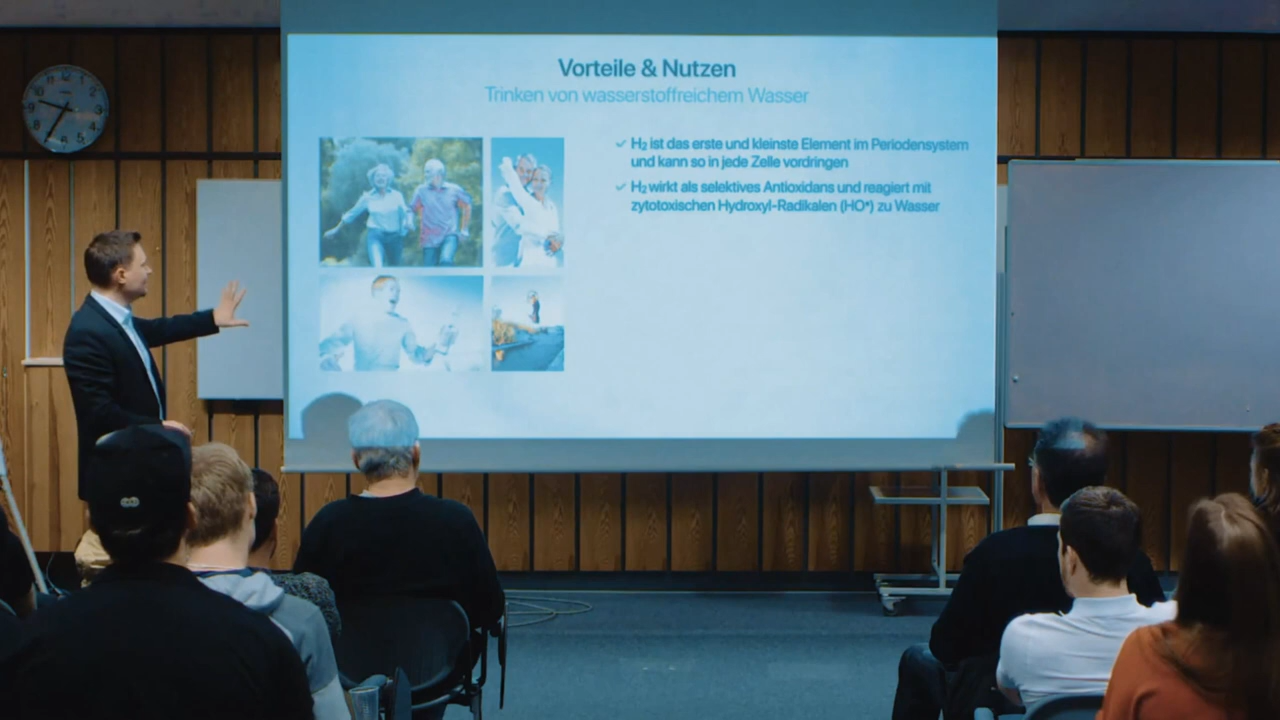 Vorteile & Nutzen
Trinken von wasserstoffreichem Wasser
✓ H₂ ist das erste und kleinste Element im Periodensystem
und kann so in jede Zelle vordringen
✓ H₂ wirkt als selektives Antioxidans und reagiert mit
zytotoxischen Hydroxyl-Radikalen (HO*) zu Wasser